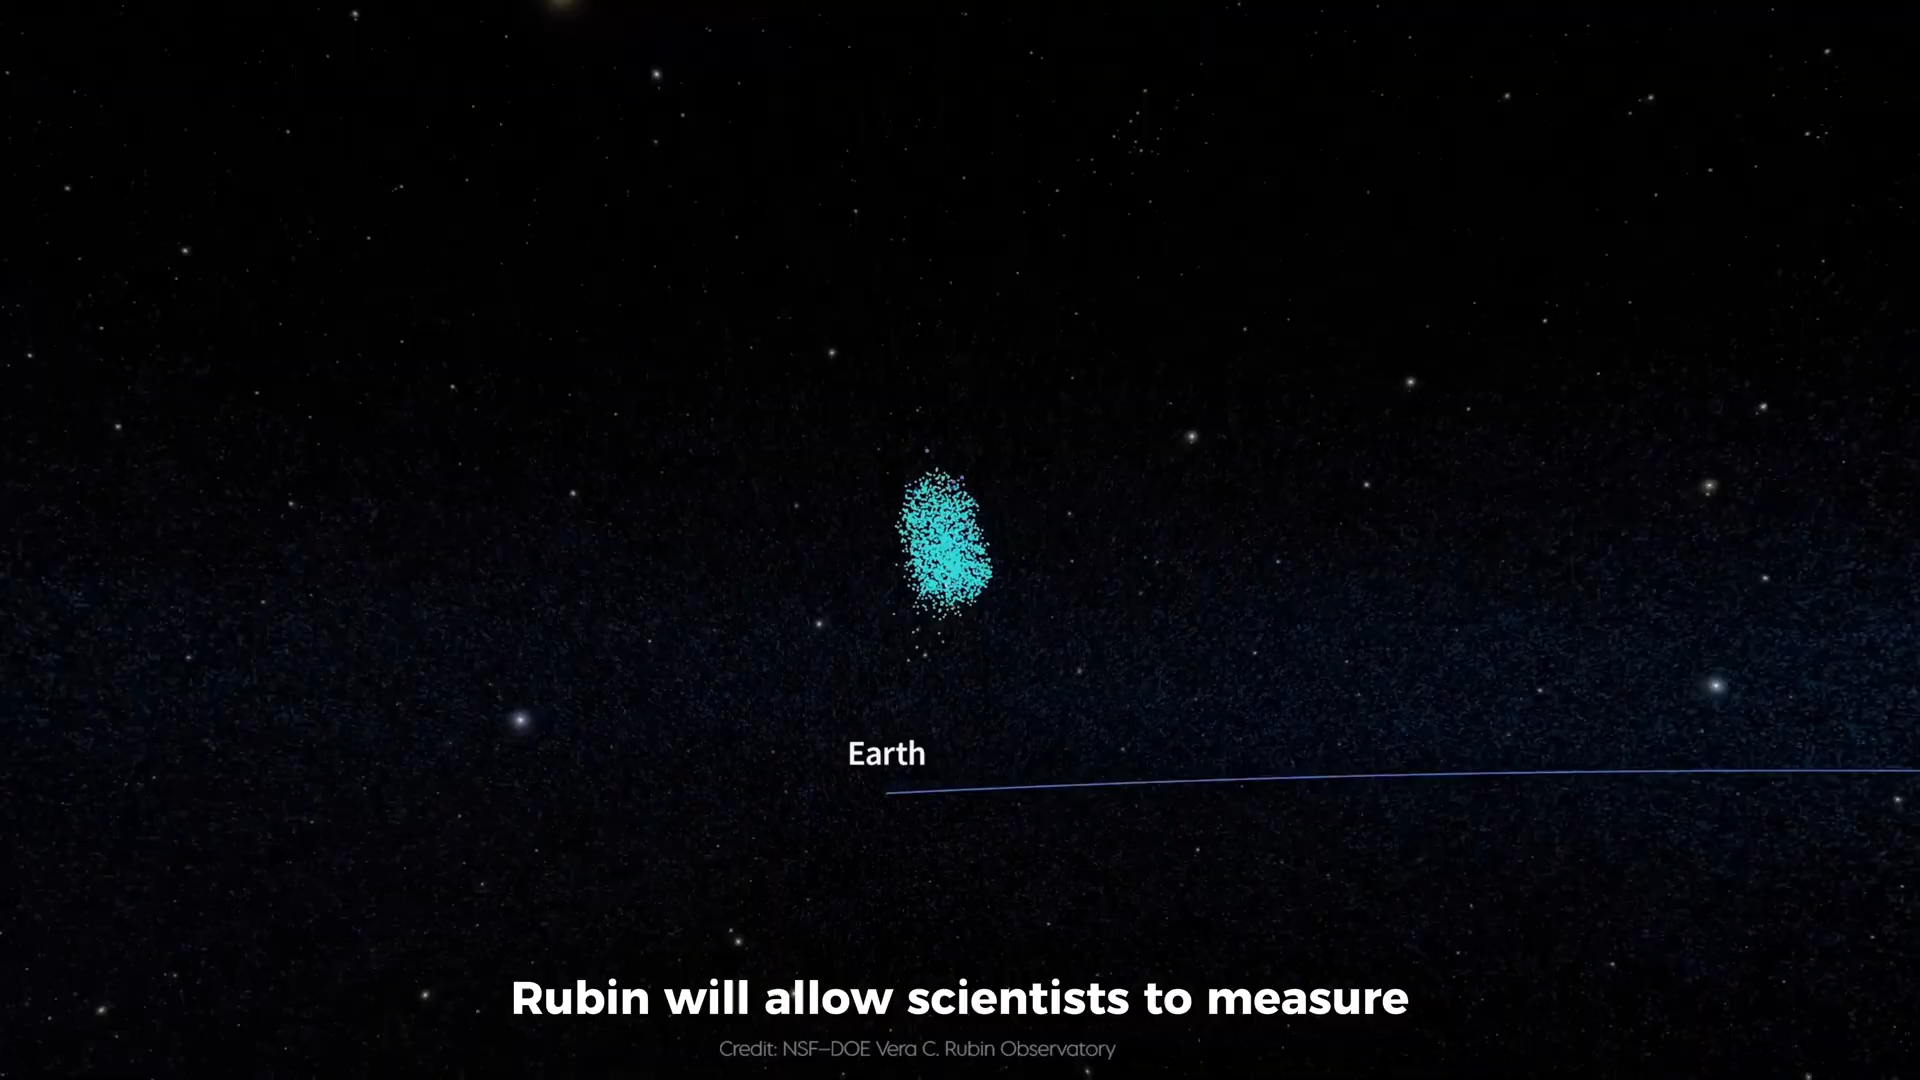 Earth
Rubin will allow scientists to measure
Credit: NSF–DOE Vera C. Rubin Observatory